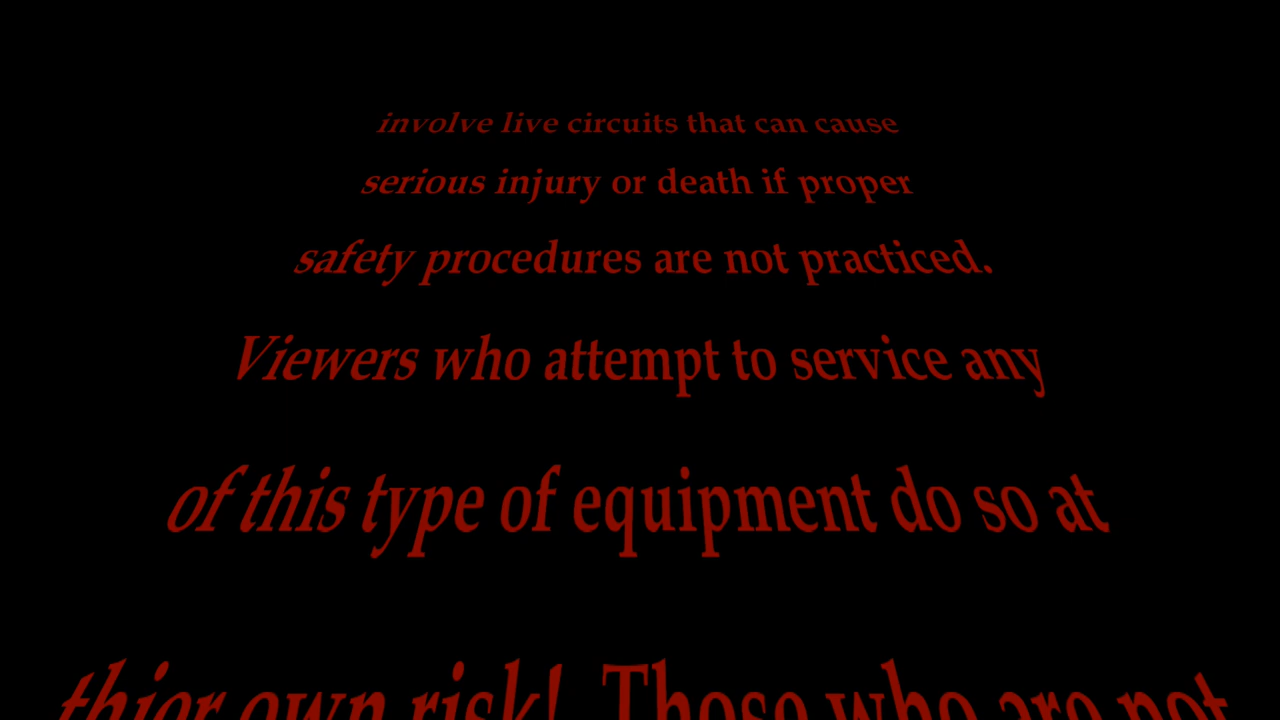 involve live circuits that can cause
serious injury or death if proper
safety procedures are not practiced.
Viewers who attempt to service any
of this type of equipment do so at
thier own risk! Those who are not